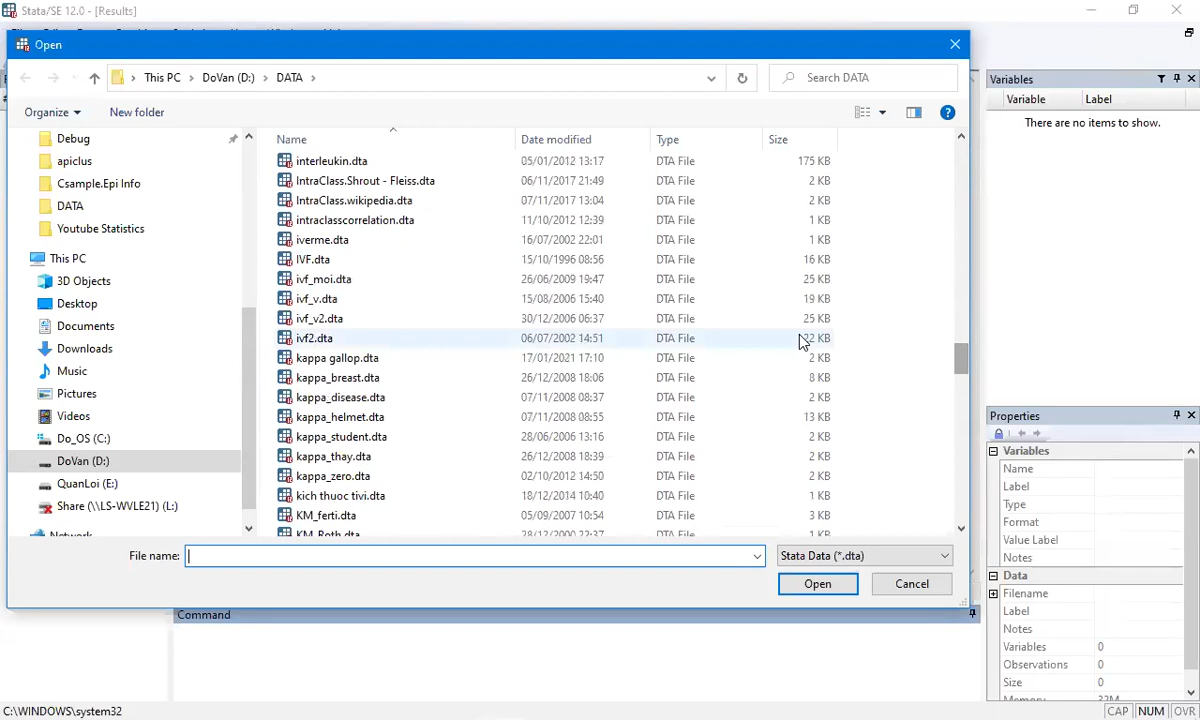 Stata/SE 12.0 - [Results]
Open
This PC > DoVan (D:) > DATA >
Search DATA
Organize
New folder
Debug
apiclus
Csample.Epi Info
DATA
Youtube Statistics
This PC
3D Objects
Desktop
Documents
Downloads
Music
Pictures
Videos
Do_OS (C:)
DoVan (D:)
QuanLoi (E:)
Share (\\LS-WVLE21) (L:)
Network
Name Date modified Type Size
interleukin.dta 05/01/2012 13:17 DTA File 175 KB
IntraClass.Shrout - Fleiss.dta 06/11/2017 21:49 DTA File 2 KB
IntraClass.wikipedia.dta 07/11/2017 13:04 DTA File 2 KB
intraclasscorrelation.dta 11/10/2012 12:39 DTA File 1 KB
iverme.dta 16/07/2002 22:01 DTA File 1 KB
IVF.dta 15/10/1996 08:56 DTA File 16 KB
ivf_moi.dta 26/06/2009 19:47 DTA File 25 KB
ivf_v.dta 15/08/2006 15:40 DTA File 19 KB
ivf_v2.dta 30/12/2006 06:37 DTA File 25 KB
ivf2.dta 06/07/2002 14:51 DTA File KB
kappa gallop.dta 17/01/2021 17:10 DTA File 2 KB
kappa_breast.dta 26/12/2008 18:06 DTA File 8 KB
kappa_disease.dta 07/11/2008 08:37 DTA File 2 KB
kappa_helmet.dta 07/11/2008 08:55 DTA File 13 KB
kappa_student.dta 28/06/2006 13:16 DTA File 2 KB
kappa_thay.dta 26/12/2008 18:39 DTA File 2 KB
kappa_zero.dta 02/10/2012 14:50 DTA File 2 KB
kich thuoc tivi.dta 18/12/2014 10:40 DTA File 1 KB
KM_ferti.dta 05/09/2007 10:54 DTA File 3 KB
KM_Roth.dta 28/12/2000 22:37 DTA File 1 KB
File name:
Stata Data (*.dta)
Open Cancel
Command
Variables
Variable Label
There are no items to show.
Properties
Variables
Name
Label
Type
Format
Value Label
Notes
Data
Filename
Label
Notes
Variables 0
Observations 0
Size 0
Memory 32M
C:\WINDOWS\system32
CAP NUM OVR